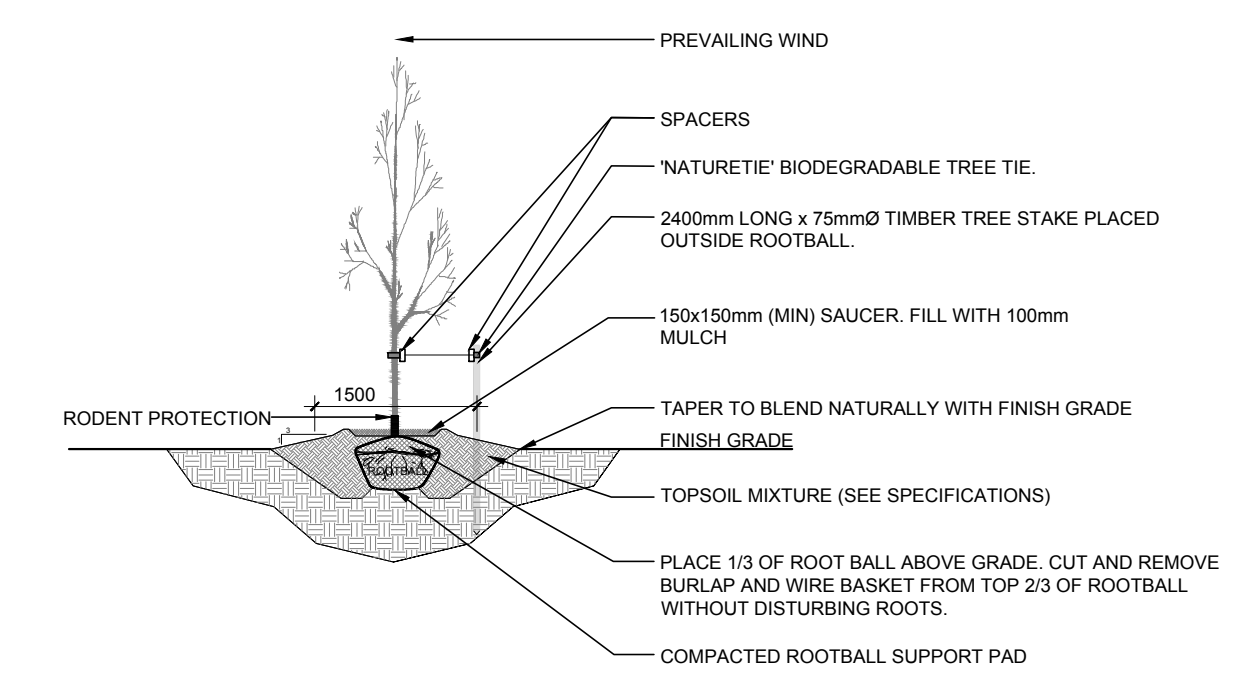 PREVAILING WIND
SPACERS
'NATURETIE' BIODEGRADABLE TREE TIE.
2400mm LONG x 75mmØ TIMBER TREE STAKE PLACED
OUTSIDE ROOTBALL.
150x150mm (MIN) SAUCER. FILL WITH 100mm
MULCH
1500
RODENT PROTECTION
3
1
TAPER TO BLEND NATURALLY WITH FINISH GRADE
FINISH GRADE
ROOTBALL
TOPSOIL MIXTURE (SEE SPECIFICATIONS)
PLACE 1/3 OF ROOT BALL ABOVE GRADE. CUT AND REMOVE
BURLAP AND WIRE BASKET FROM TOP 2/3 OF ROOTBALL
WITHOUT DISTURBING ROOTS.
COMPACTED ROOTBALL SUPPORT PAD